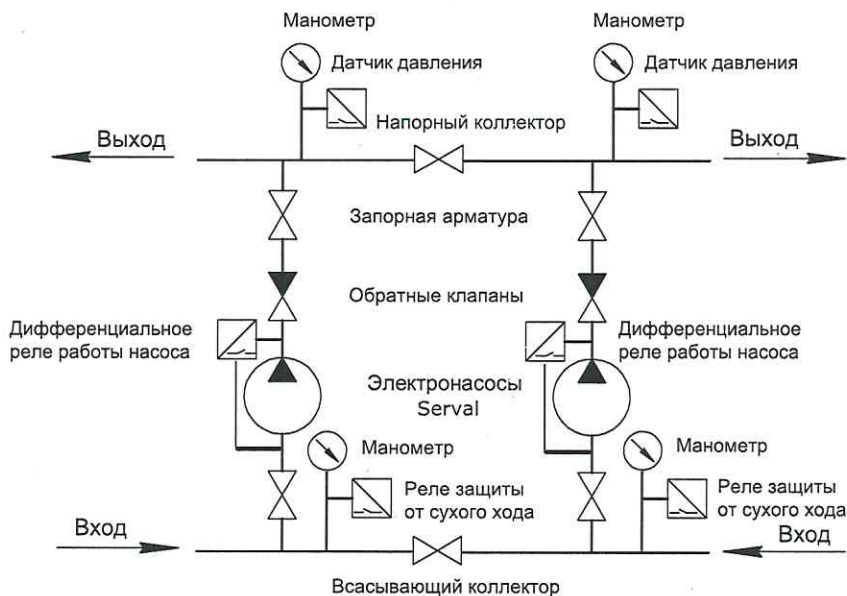 Манометр
Манометр
Датчик давления
Датчик давления
Выход
Напорный коллектор
Выход
Запорная арматура
Обратные клапаны
Дифференциальное
реле работы насоса
Дифференциальное
реле работы насоса
Электронасосы
Serval
Манометр
Манометр
Реле защиты
от сухого хода
Реле защиты
от сухого хода
Вход
Вход
Всасывающий коллектор